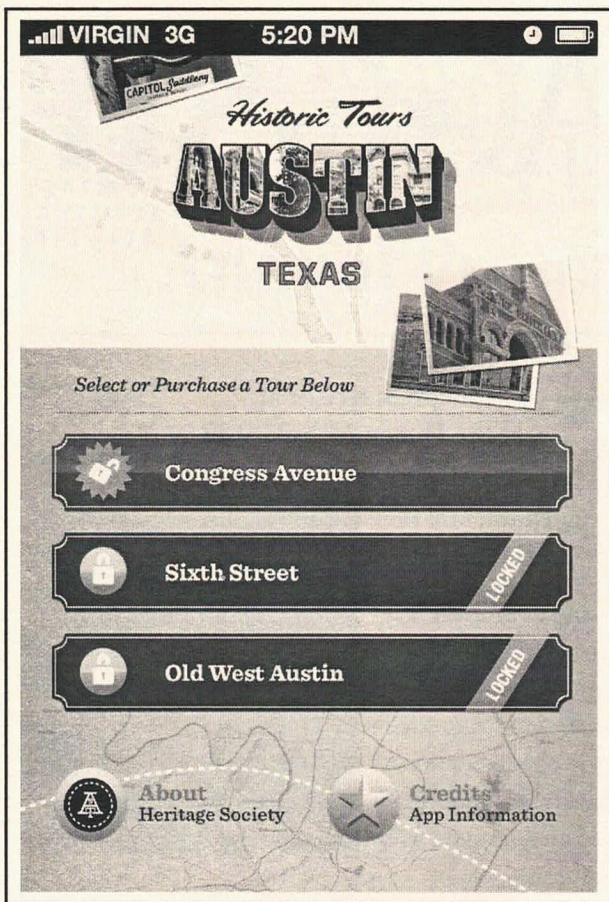 VIRGIN 3G 5:20 PM
CAPITOL Saddlery
Historic Tours
AUSTIN
TEXAS
Select or Purchase a Tour Below
Congress Avenue
Sixth Street
LOCKED
Old West Austin
LOCKED
About
Heritage Society
Credits
App Information